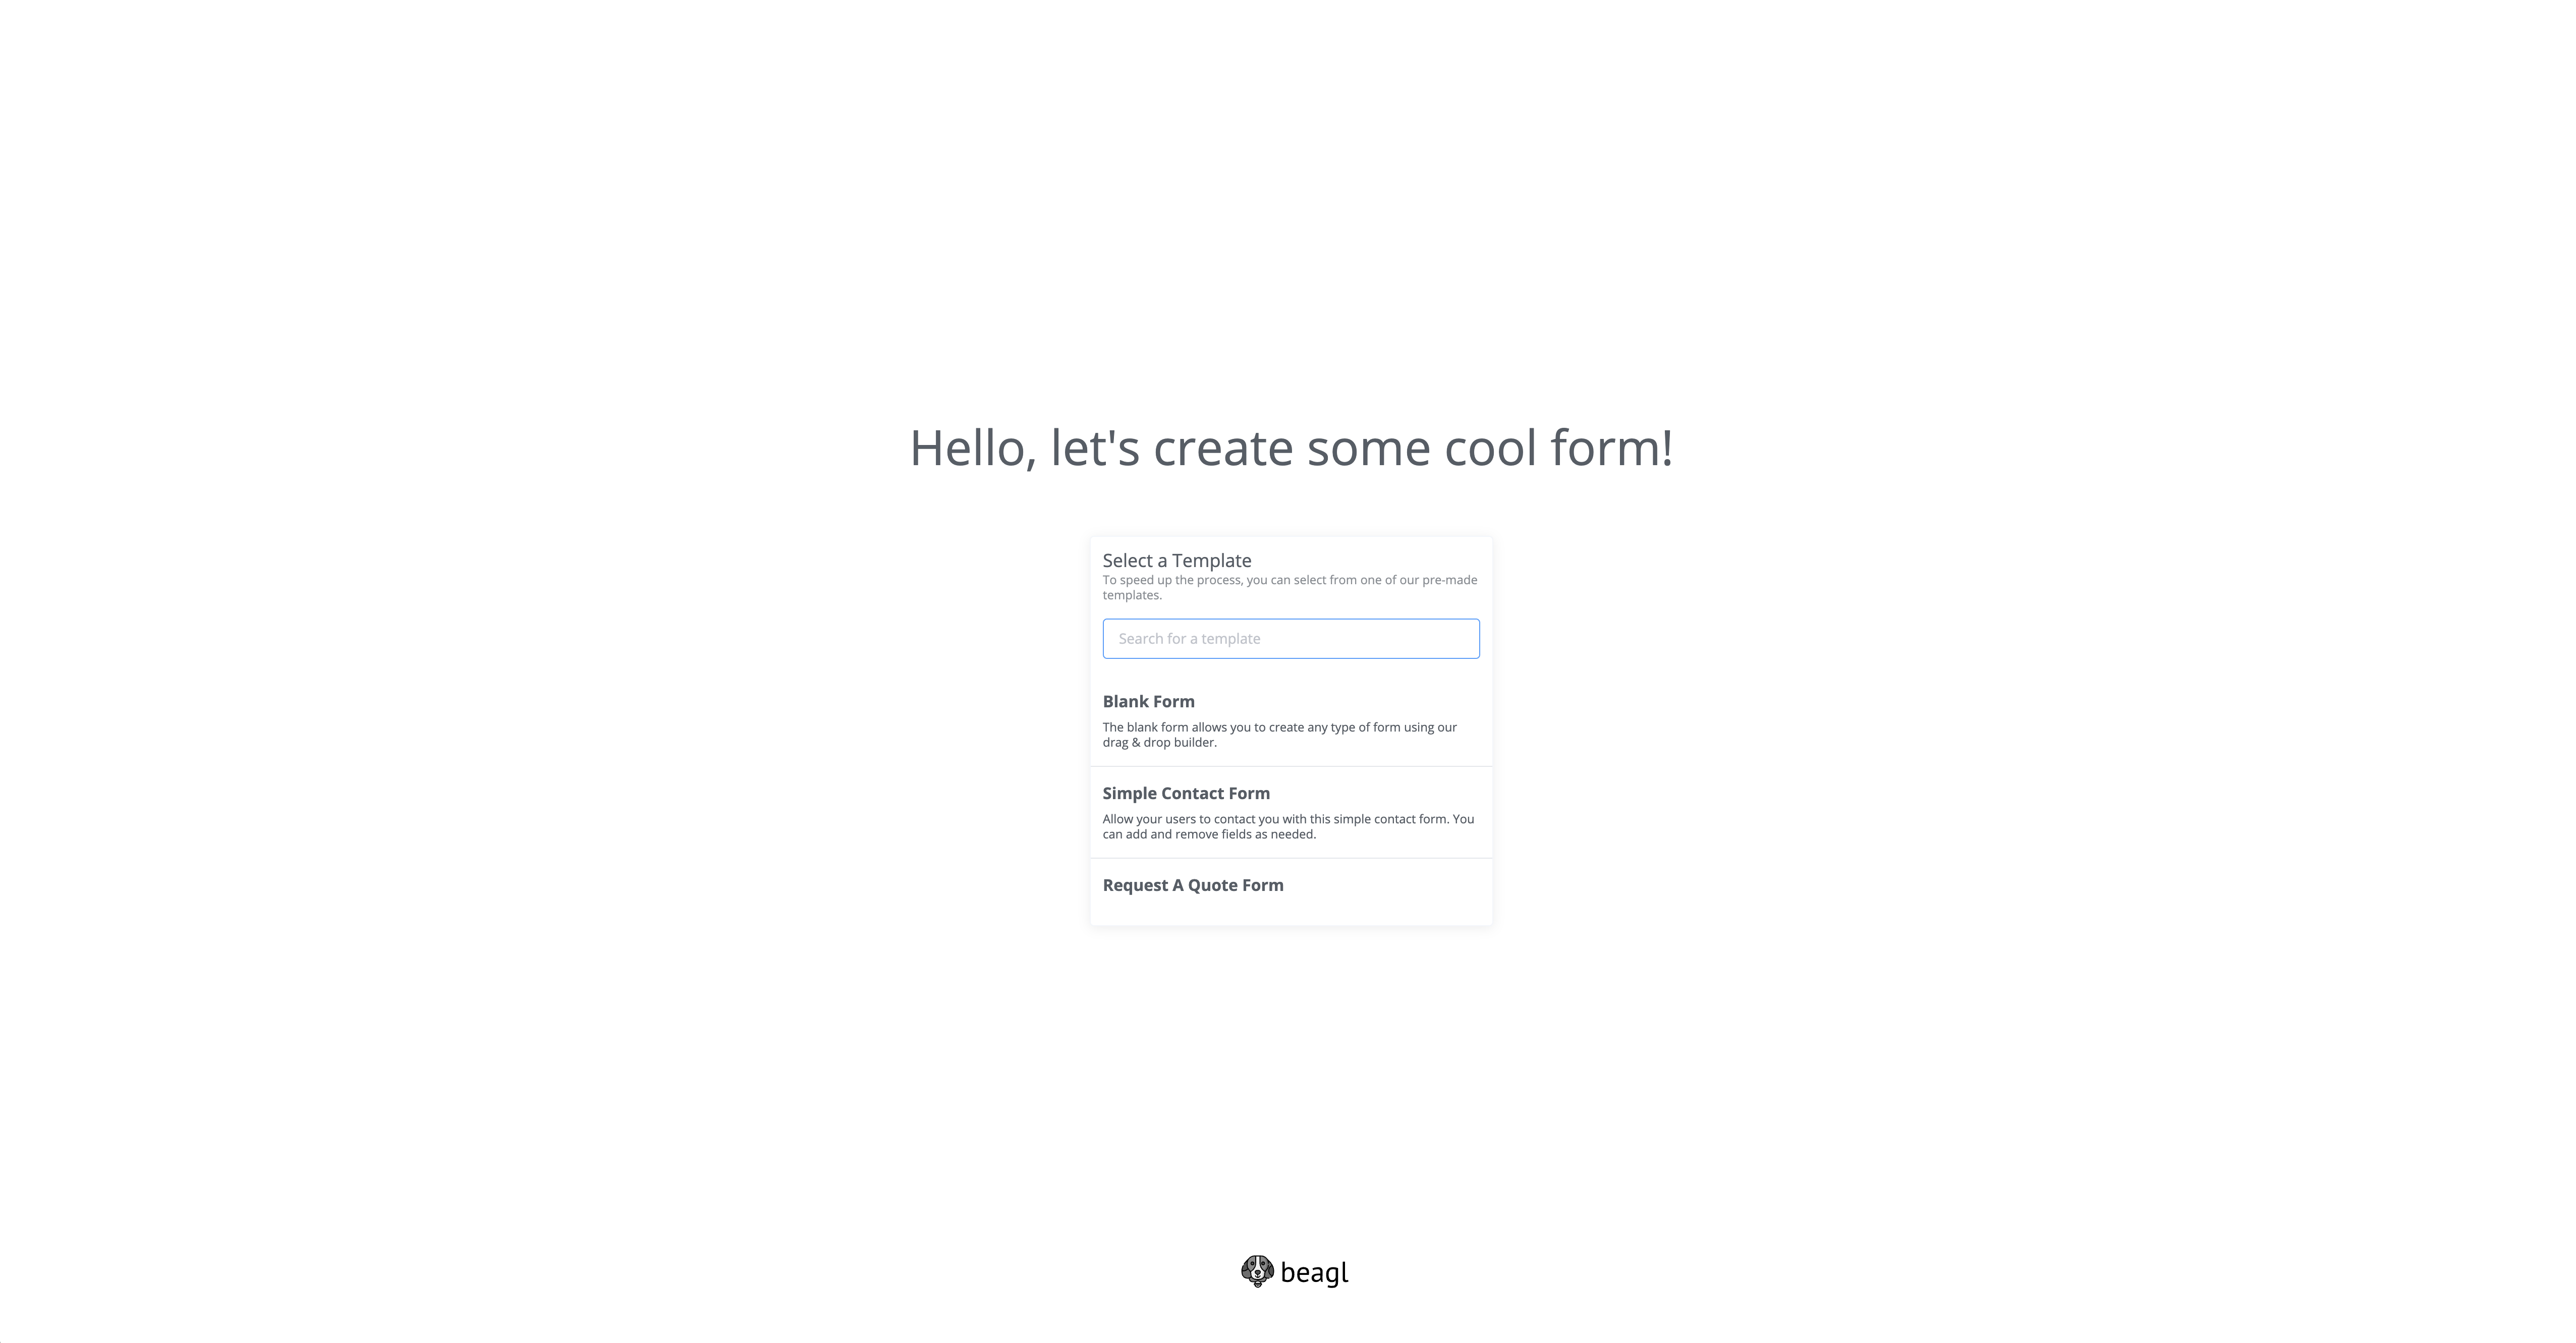 Hello, let's create some cool form!
Select a Template
To speed up the process, you can select from one of our pre-made
templates.
Search for a template
Blank Form
The blank form allows you to create any type of form using our
drag & drop builder.
Simple Contact Form
Allow your users to contact you with this simple contact form. You
can add and remove fields as needed.
Request A Quote Form
beagl